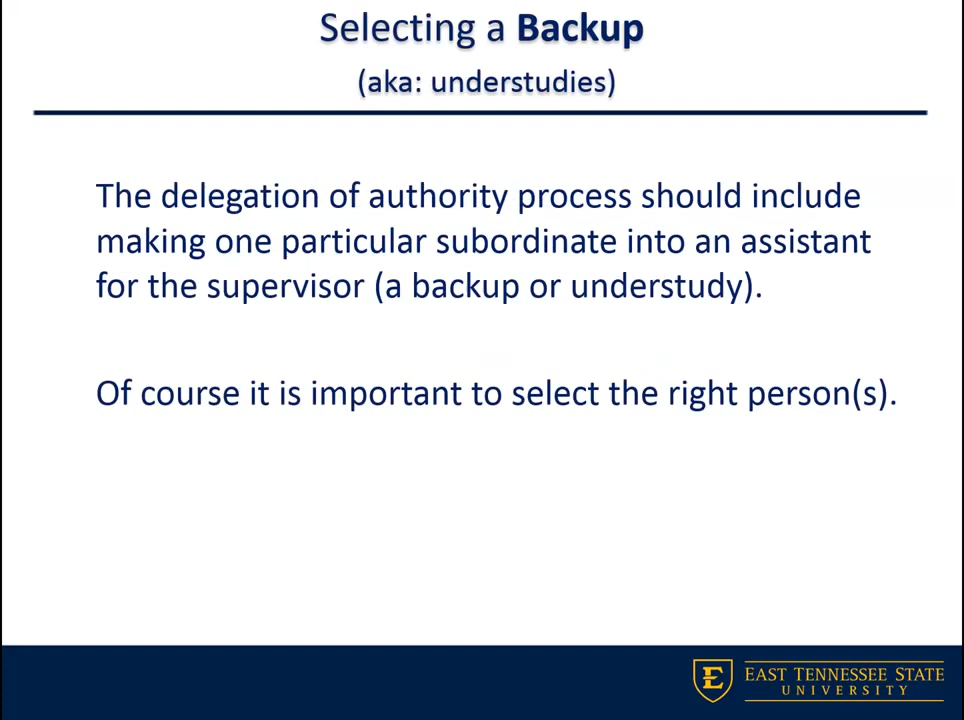 Selecting a Backup
(aka: understudies)
The delegation of authority process should include
making one particular subordinate into an assistant
for the supervisor (a backup or understudy).
Of course it is important to select the right person(s).
E
EAST TENNESSEE STATE
UNIVERSITY